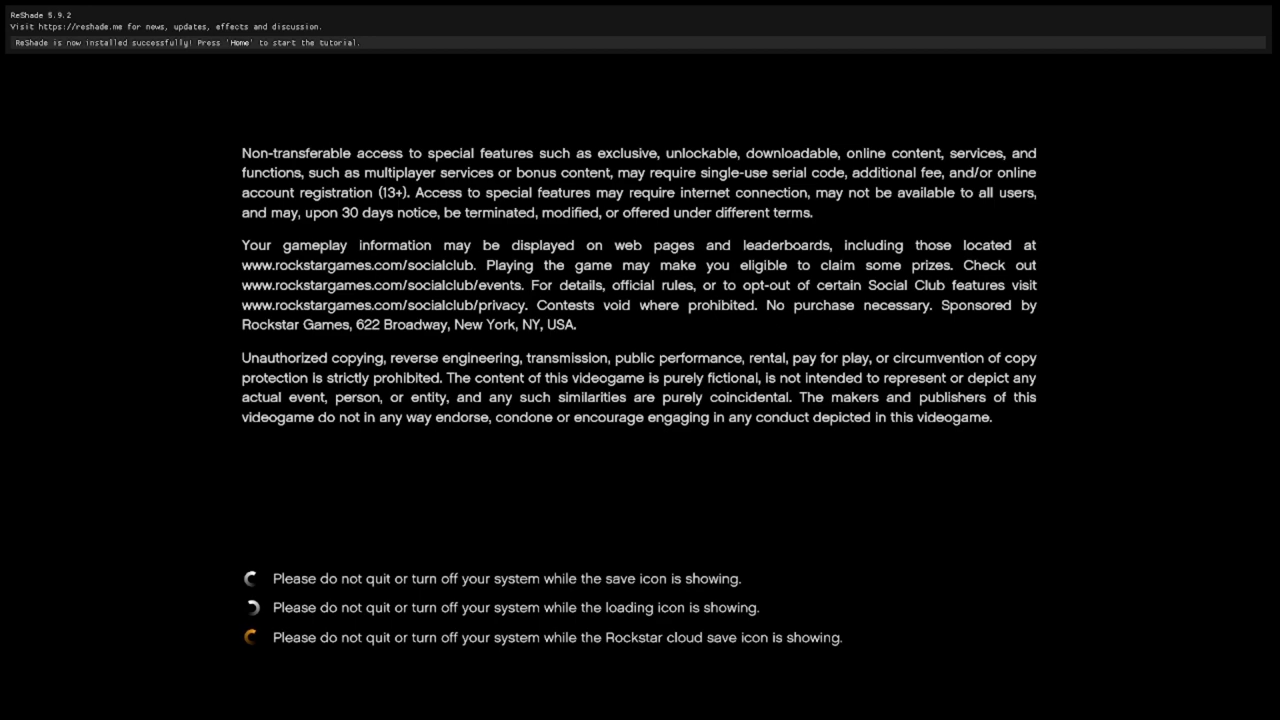 ReShade 5.9.2
Visit https://reshade.me for news, updates, effects and discussion.
ReShade is now installed successfully! Press 'Home' to start the tutorial.
Non-transferable access to special features such as exclusive, unlockable, downloadable, online content, services, and
functions, such as multiplayer services or bonus content, may require single-use serial code, additional fee, and/or online
account registration (13+). Access to special features may require internet connection, may not be available to all users,
and may, upon 30 days notice, be terminated, modified, or offered under different terms.
Your gameplay information may be displayed on web pages and leaderboards, including those located at
www.rockstargames.com/socialclub. Playing the game may make you eligible to claim some prizes. Check out
www.rockstargames.com/socialclub/events. For details, official rules, or to opt-out of certain Social Club features visit
www.rockstargames.com/socialclub/privacy. Contests void where prohibited. No purchase necessary. Sponsored by
Rockstar Games, 622 Broadway, New York, NY, USA.
Unauthorized copying, reverse engineering, transmission, public performance, rental, pay for play, or circumvention of copy
protection is strictly prohibited. The content of this videogame is purely fictional, is not intended to represent or depict any
actual event, person, or entity, and any such similarities are purely coincidental. The makers and publishers of this
videogame do not in any way endorse, condone or encourage engaging in any conduct depicted in this videogame.
Please do not quit or turn off your system while the save icon is showing.
Please do not quit or turn off your system while the loading icon is showing.
Please do not quit or turn off your system while the Rockstar cloud save icon is showing.